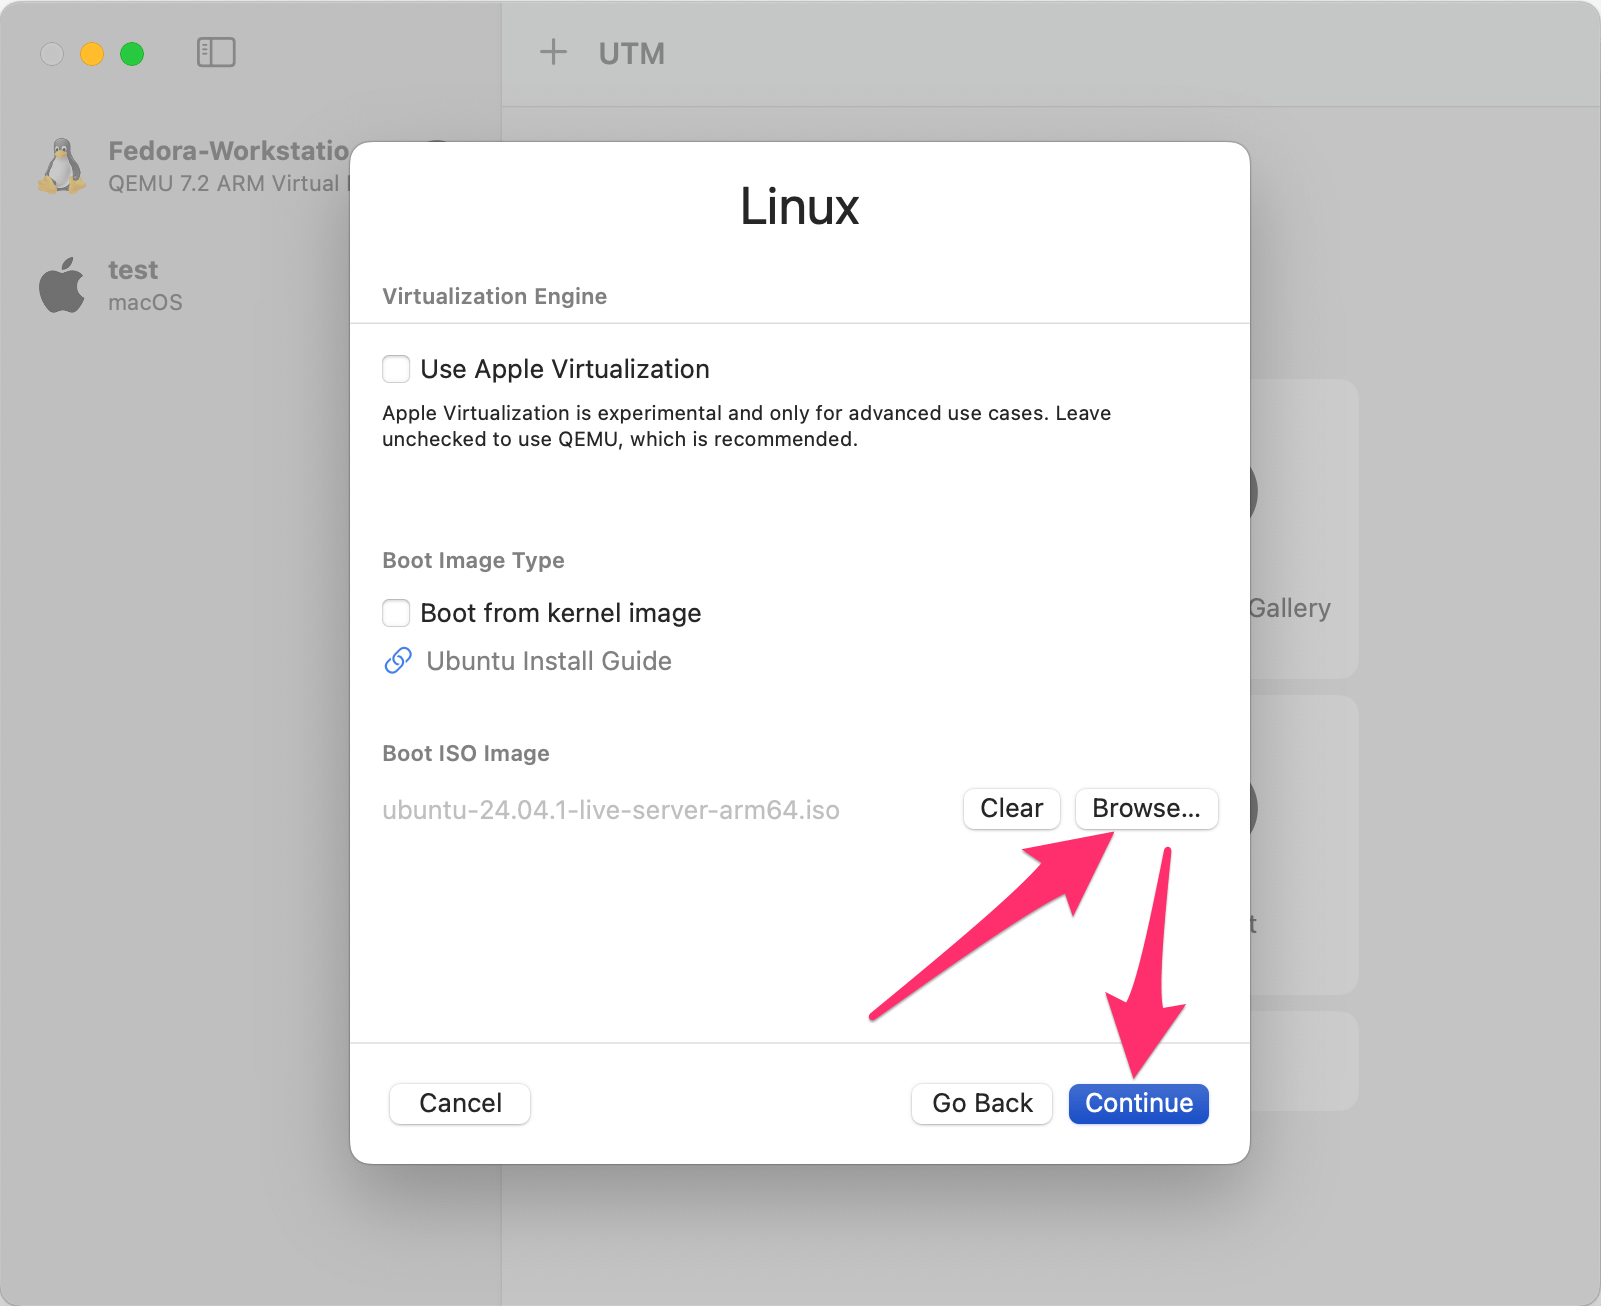 UTM
Fedora-Workstatio
QEMU 7.2 ARM Virtual
test
macOS
Linux
Virtualization Engine
Use Apple Virtualization
Apple Virtualization is experimental and only for advanced use cases. Leave
unchecked to use QEMU, which is recommended.
Boot Image Type
Boot from kernel image
Ubuntu Install Guide
Gallery
Boot ISO Image
ubuntu-24.04.1-live-server-arm64.iso
Clear
Browse...
Cancel
Go Back
Continue